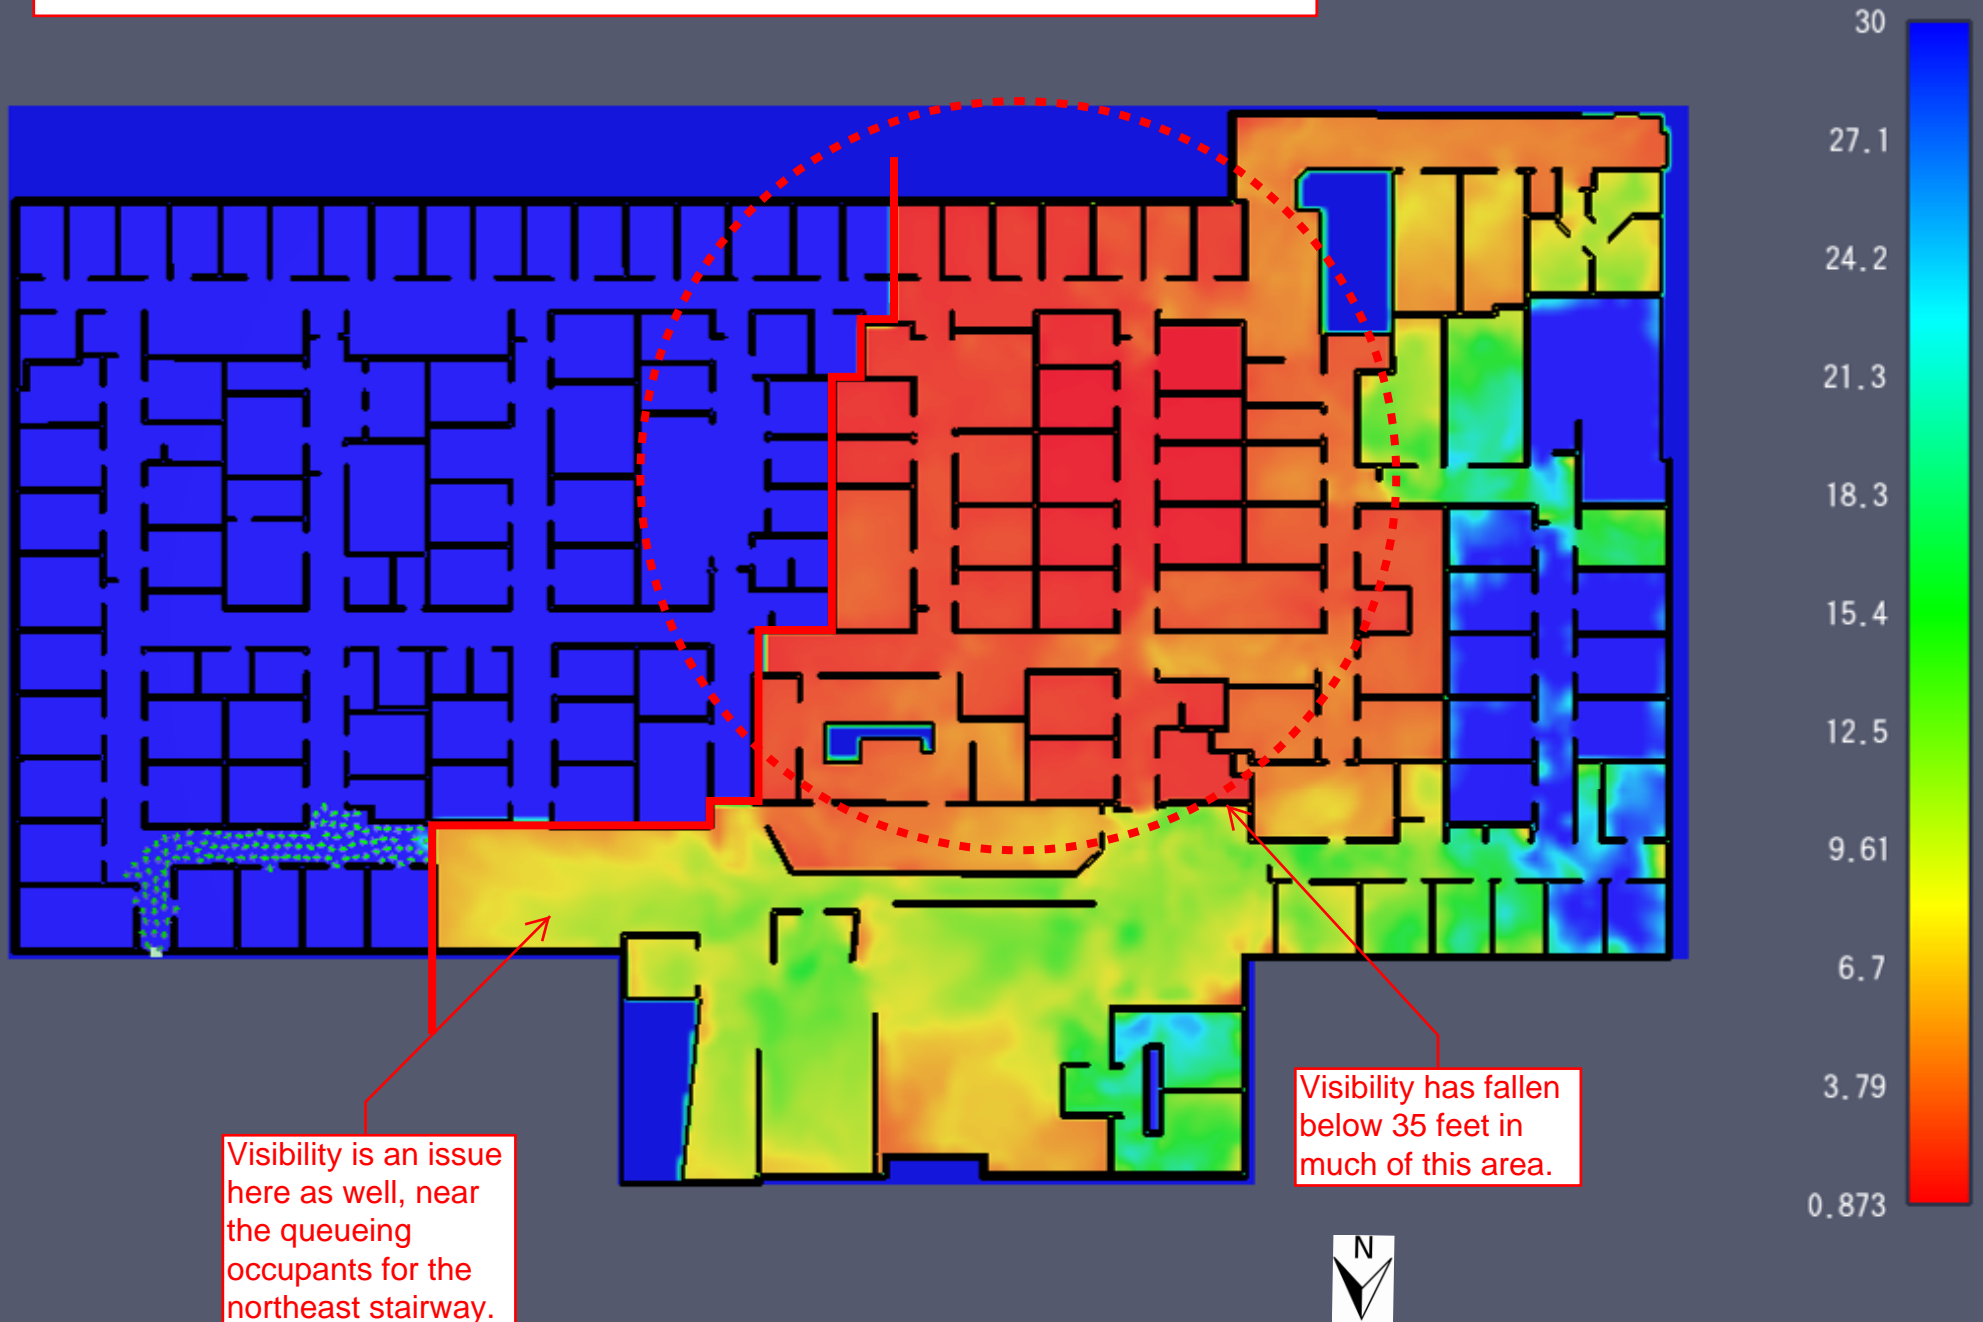 30
27.1
24.2
21.3
18.3
15.4
12.5
9.61
6.7
3.79
0.873
Visibility has fallen
below 35 feet in
much of this area.
Visibility is an issue
here as well, near
the queueing
occupants for the
northeast stairway.
N